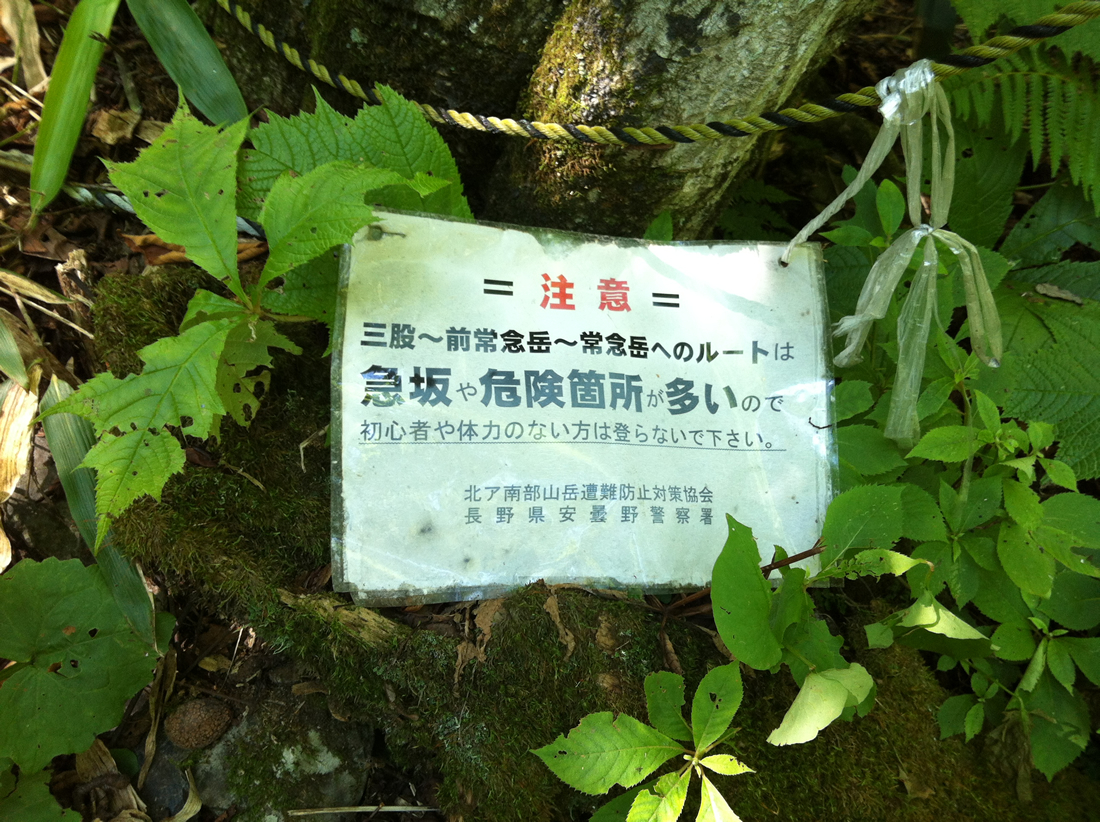 ＝ 注 意 ＝
三股～前常念岳～常念岳へのルートは
急坂や危険箇所が多いので
初心者や体力のない方は登らないで下さい。
北ア南部山岳遭難防止対策協会
長野県安曇野警察署